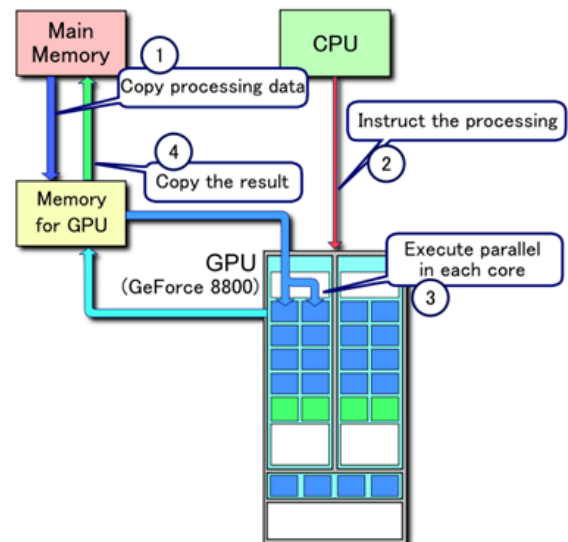 Main
Memory
1
Copy processing data
CPU
Instruct the processing
2
4
Copy the result
Memory
for GPU
GPU
(GeForce 8800)
Execute parallel
in each core
3